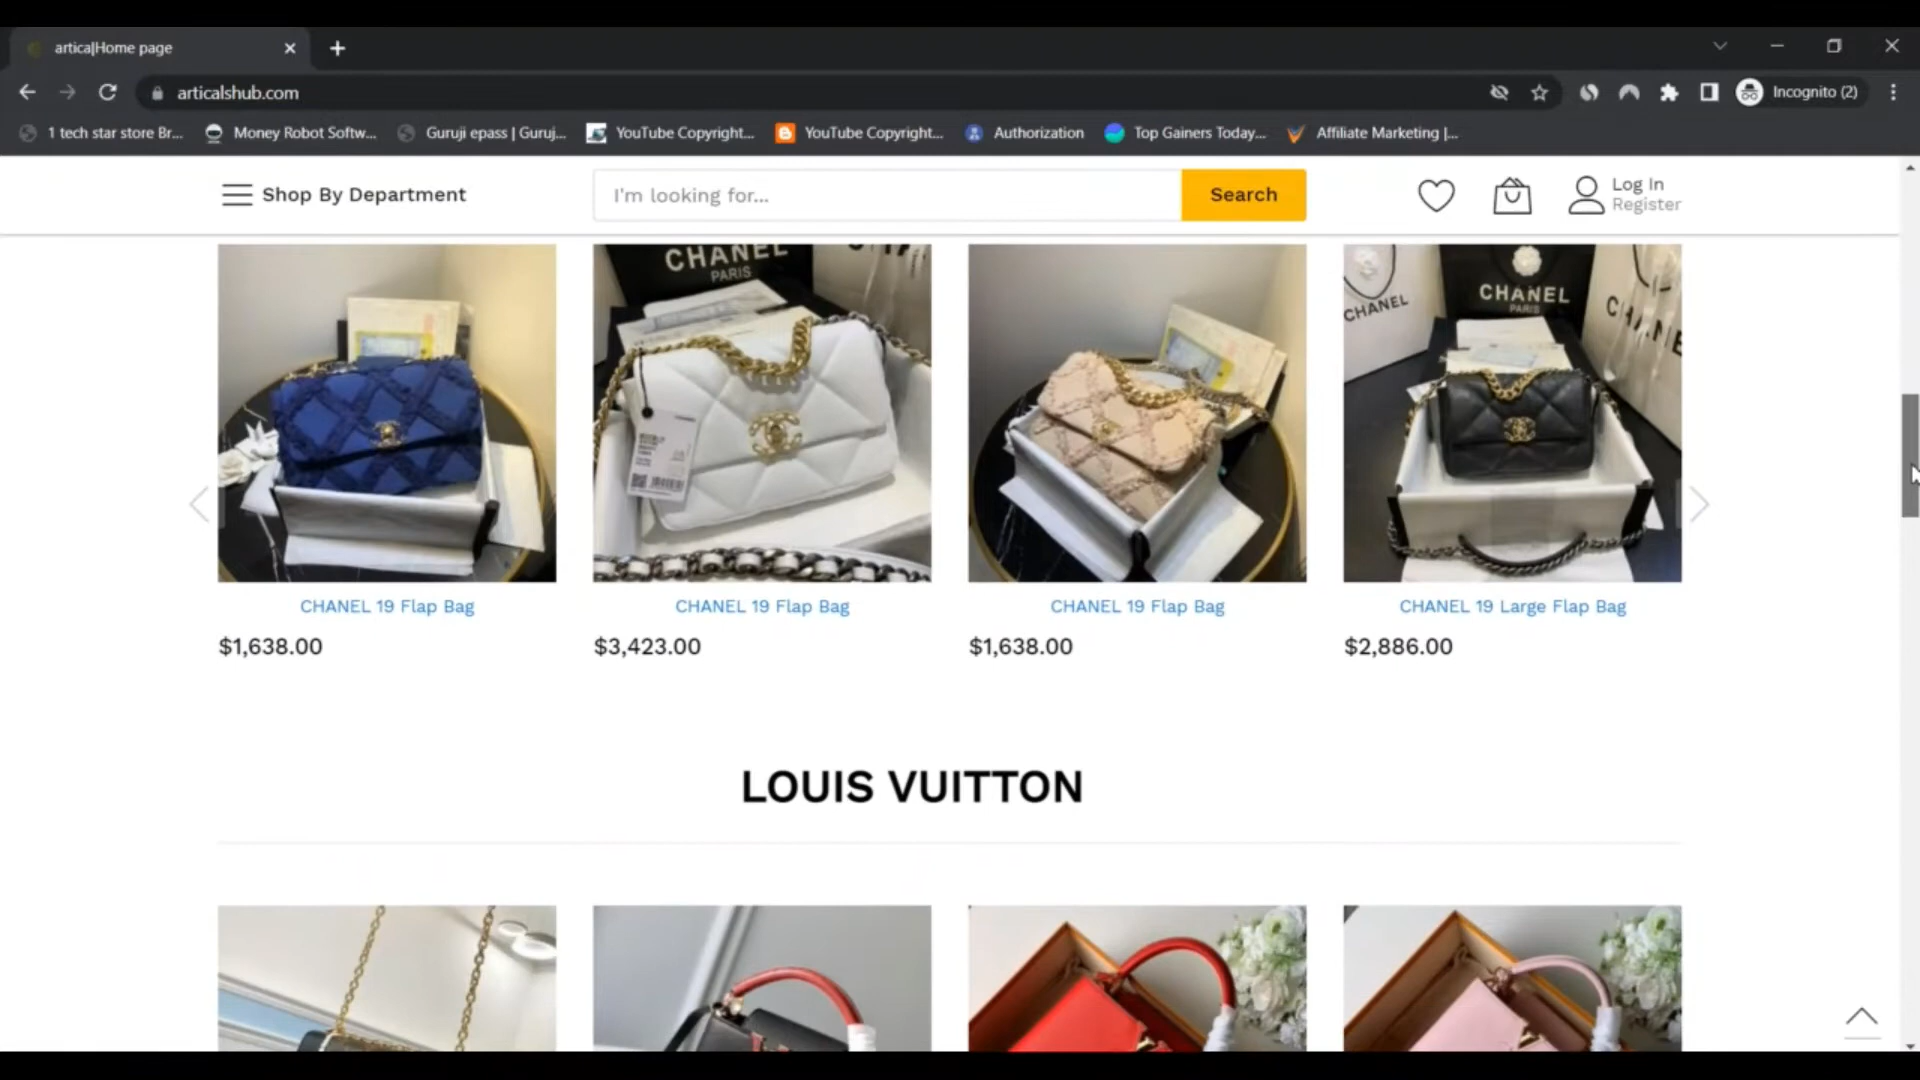 artica|Home page
articalshub.com
Incognito (2)
1 tech star store Br...
Money Robot Softw...
Guruji epass | Guruj...
YouTube Copyright...
YouTube Copyright...
Authorization
Top Gainers Today...
Affiliate Marketing |...
Shop By Department
I'm looking for...
Search
Log In
Register
CHANEL
PARIS
CHANEL
CHANEL
PARIS
CHANEL 19 Flap Bag
CHANEL 19 Flap Bag
CHANEL 19 Flap Bag
CHANEL 19 Large Flap Bag
$1,638.00
$3,423.00
$1,638.00
$2,886.00
LOUIS VUITTON